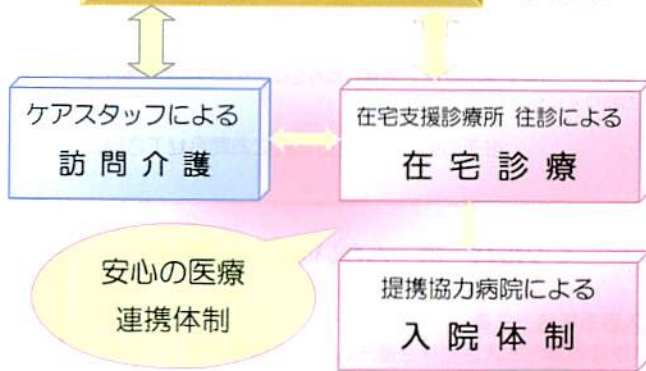 ケアスタッフによる
訪問介護
在宅支援診療所 往診による
在宅診療
安心の医療
連携体制
提携協力病院による
入院体制